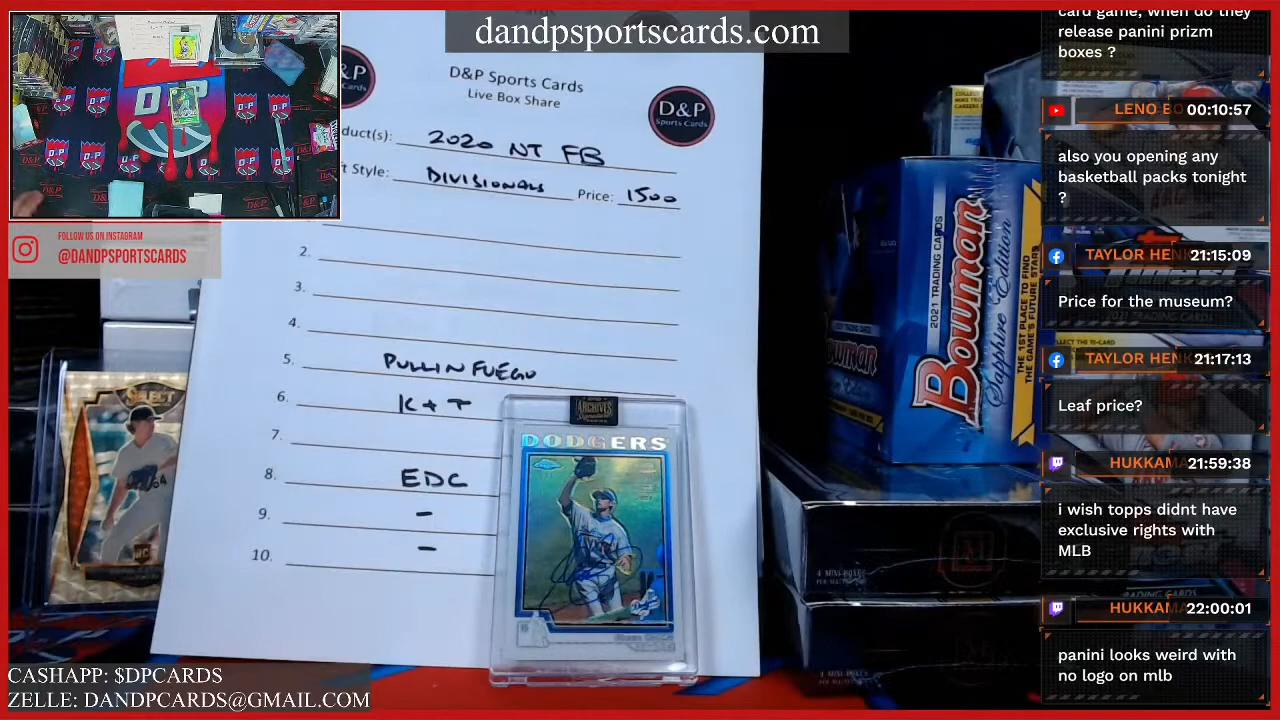 dandpsportscards.com
D&P Sports Cards
Live Box Share
D&P
Sports Cards
duct(s): 2020 NT FB
t Style: DIVISIONALS Price: 1500
2.
3.
4.
5. PULLIN FUEGO
6. K + T
7.
8. EDC
9. -
10. -
FOLLOW US ON INSTAGRAM
@DANDPSPORTSCARDS
SELECT
RC
ARCHIVES
DODGERS
2021 TRADING CARDS
Bowman
Sapphire Edition
THE 1ST PLACE TO FIND
THE GAME'S FUTURE STARS
4 MINI-BOXES
CASHAPP: $DPCARDS
ZELLE: DANDPCARDS@GMAIL.COM
card game, when do they
release panini prizm
boxes ?
LENO BO 00:10:57
also you opening any
basketball packs tonight
?
TAYLOR HENK 21:15:09
Price for the museum?
TAYLOR HENK 21:17:13
Leaf price?
HUKKAM 21:59:38
i wish topps didnt have
exclusive rights with
MLB
HUKKAM 22:00:01
panini looks weird with
no logo on mlb